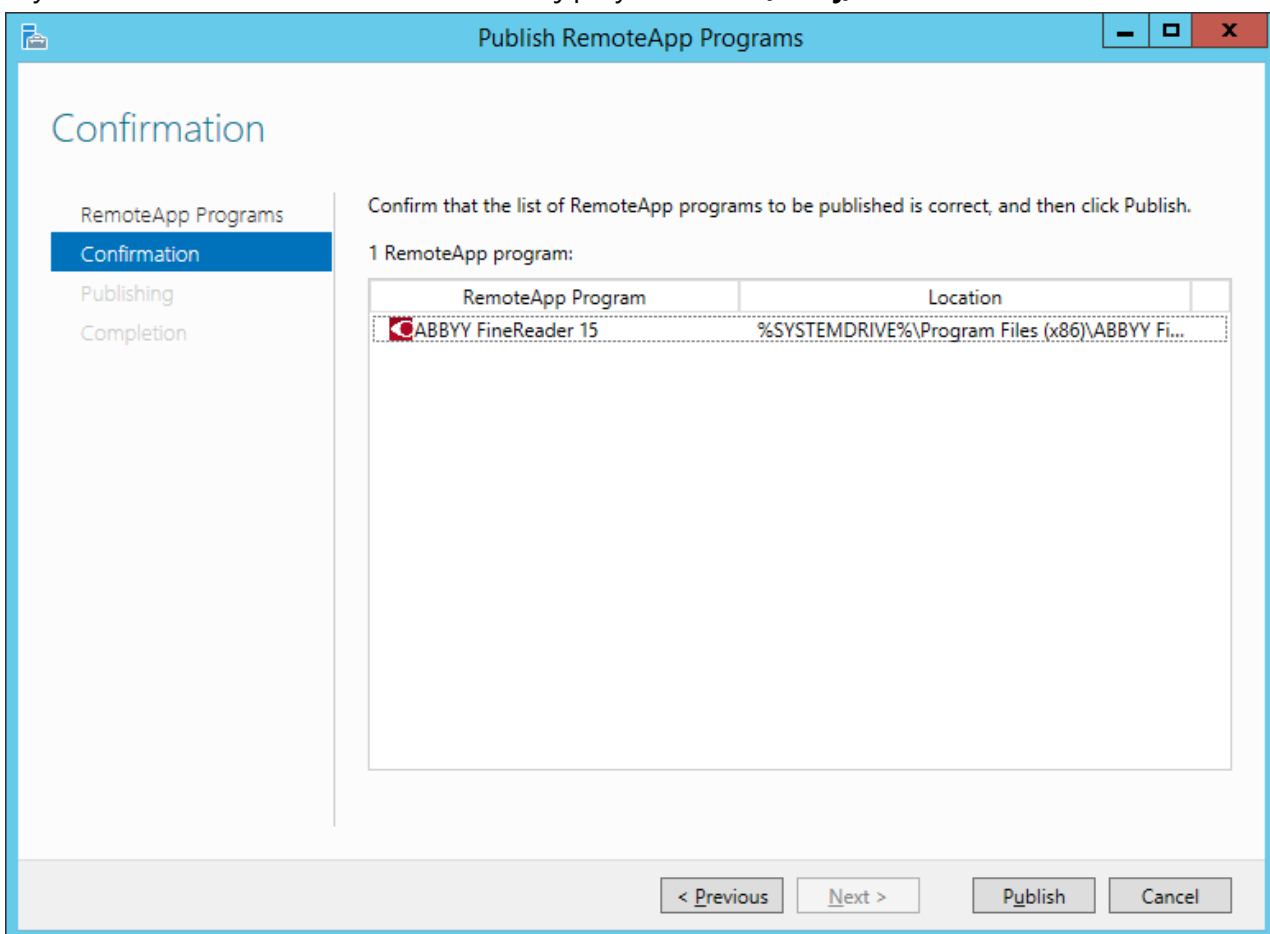 Publish RemoteApp Programs
Confirmation
RemoteApp Programs
Confirmation
Publishing
Completion
Confirm that the list of RemoteApp programs to be published is correct, and then click Publish.
1 RemoteApp program:
RemoteApp Program Location
ABBYY FineReader 15 %SYSTEMDRIVE%\Program Files (x86)\ABBYY Fi...
< Previous Next > Publish Cancel